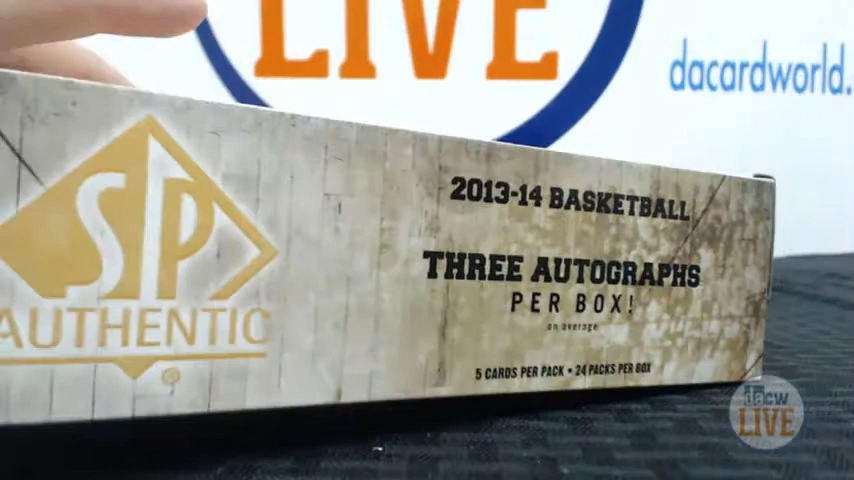 LIVE
dacardworld.
SP
AUTHENTIC
®
2013-14 BASKETBALL
THREE AUTOGRAPHS
PER BOX!
on average
5 CARDS PER PACK • 24 PACKS PER BOX
dacw
LIVE